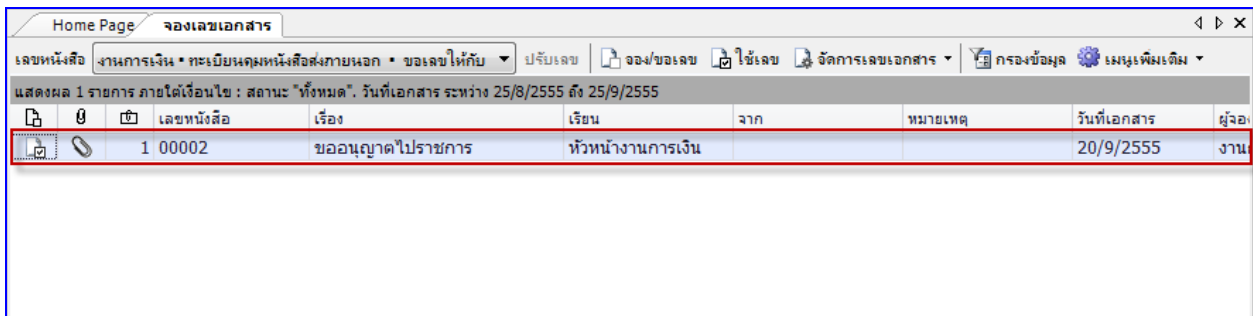 Home Page จองเลขเอกสาร
เลขหนังสือ งานการเงิน • ทะเบียนคุมหนังสือส่งภายนอก • ขอเลขให้กับ ปรับเลข จอง/ขอเลข ใช้เลข จัดการเลขเอกสาร กรองข้อมูล เมนูเพิ่มเติม
แสดงผล 1 รายการ ภายใต้เงื่อนไข : สถานะ "ทั้งหมด". วันที่เอกสาร ระหว่าง 25/8/2555 ถึง 25/9/2555
เลขหนังสือ เรื่อง เรียน จาก หมายเหตุ วันที่เอกสาร ผู้จอง
1 00002 ขออนุญาตไปราชการ หัวหน้างานการเงิน 20/9/2555 งาน